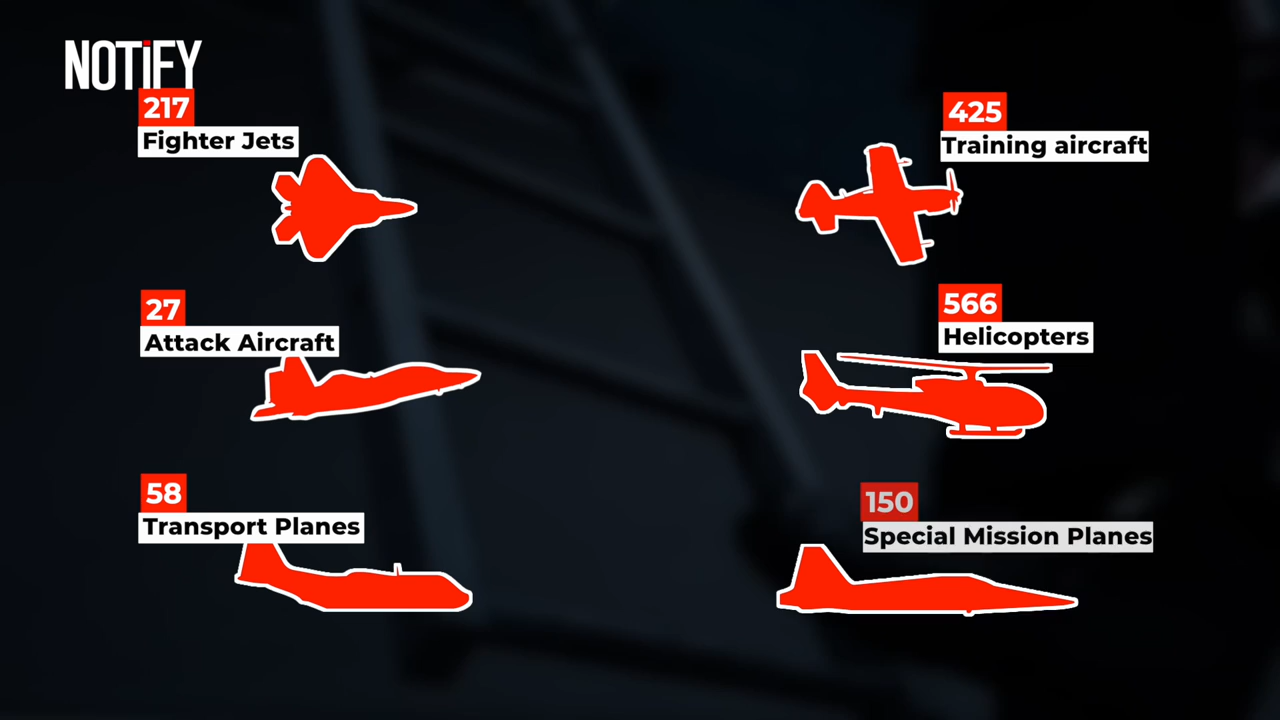 NOTiFY
217
Fighter Jets
425
Training aircraft
27
Attack Aircraft
566
Helicopters
58
Transport Planes
150
Special Mission Planes